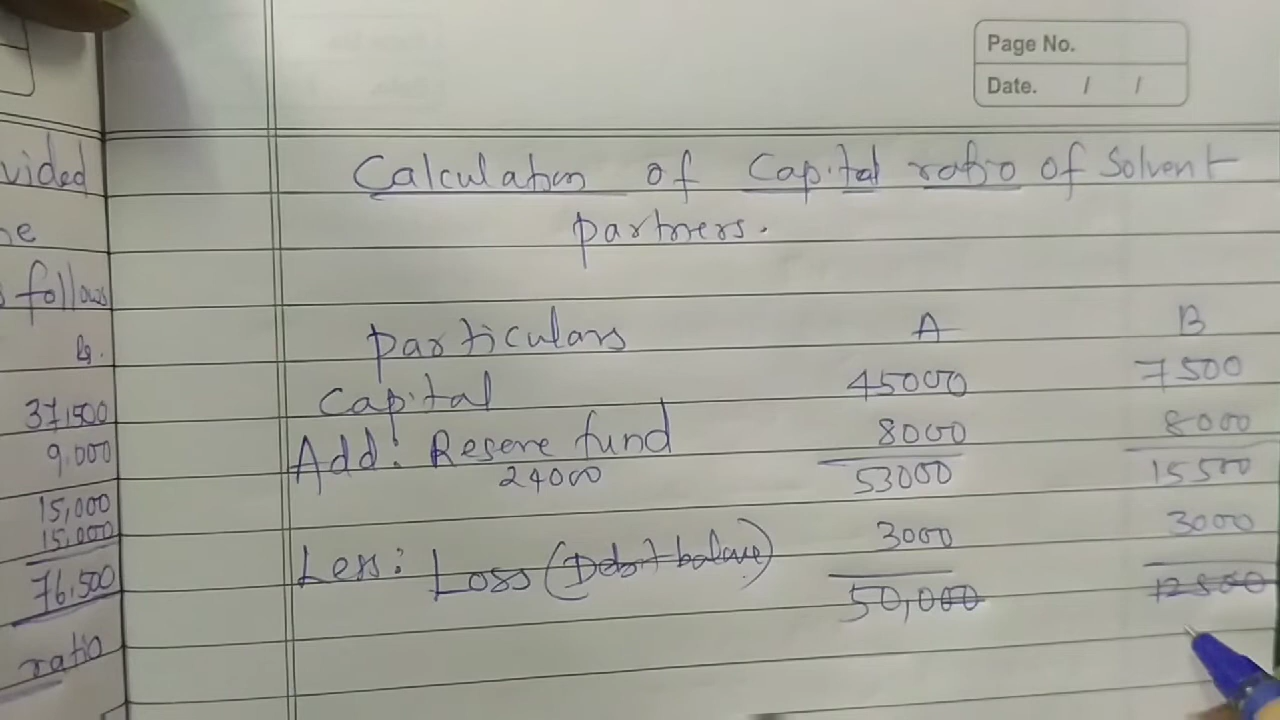 Page No.
Date. / /
vided
ne
follows
Rs.
37,500
9,000
15,000
15,000
76,500
ratio
Calculation of Capital ratio of Solvent
partners.
particulars A B
Capital 45000 7500
Add: Reserve fund 8000 8000
24000 53000 15500
Less: Loss (Debit balance) 3000 3000
50,000 12500